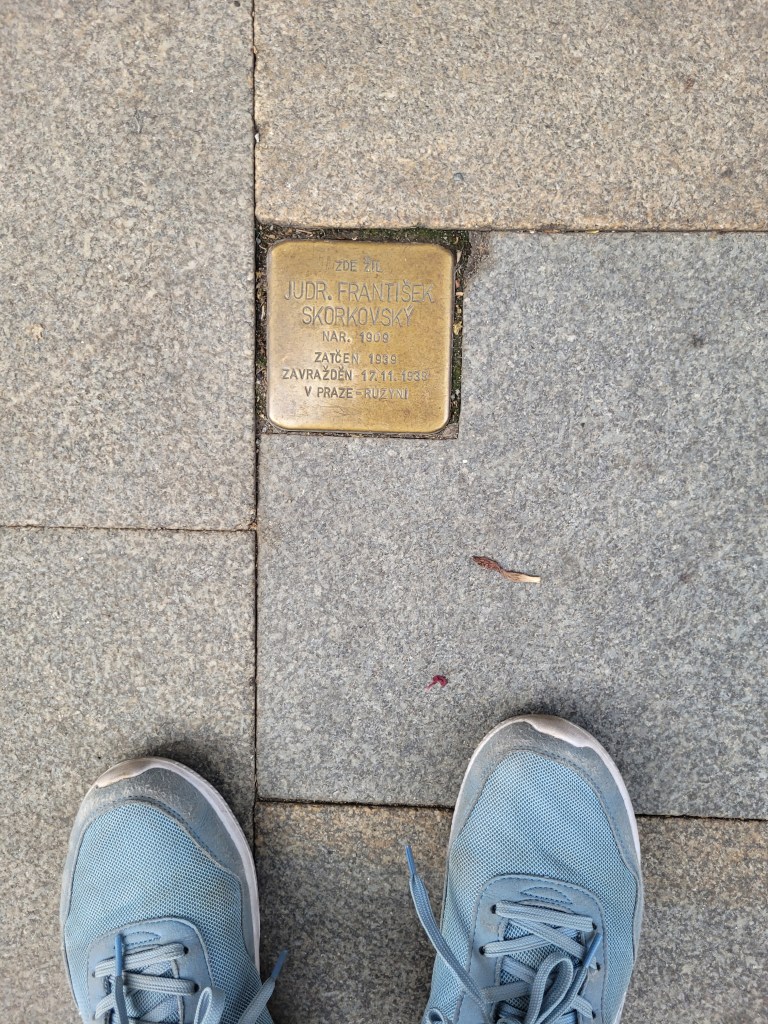 ZDE ŽIL
JUDR. FRANTIŠEK
SKORKOVSKÝ
NAR. 1909
ZATČEN 1939
ZAVRAŽDĚN 17.11.1939
V PRAZE-RUZYNI